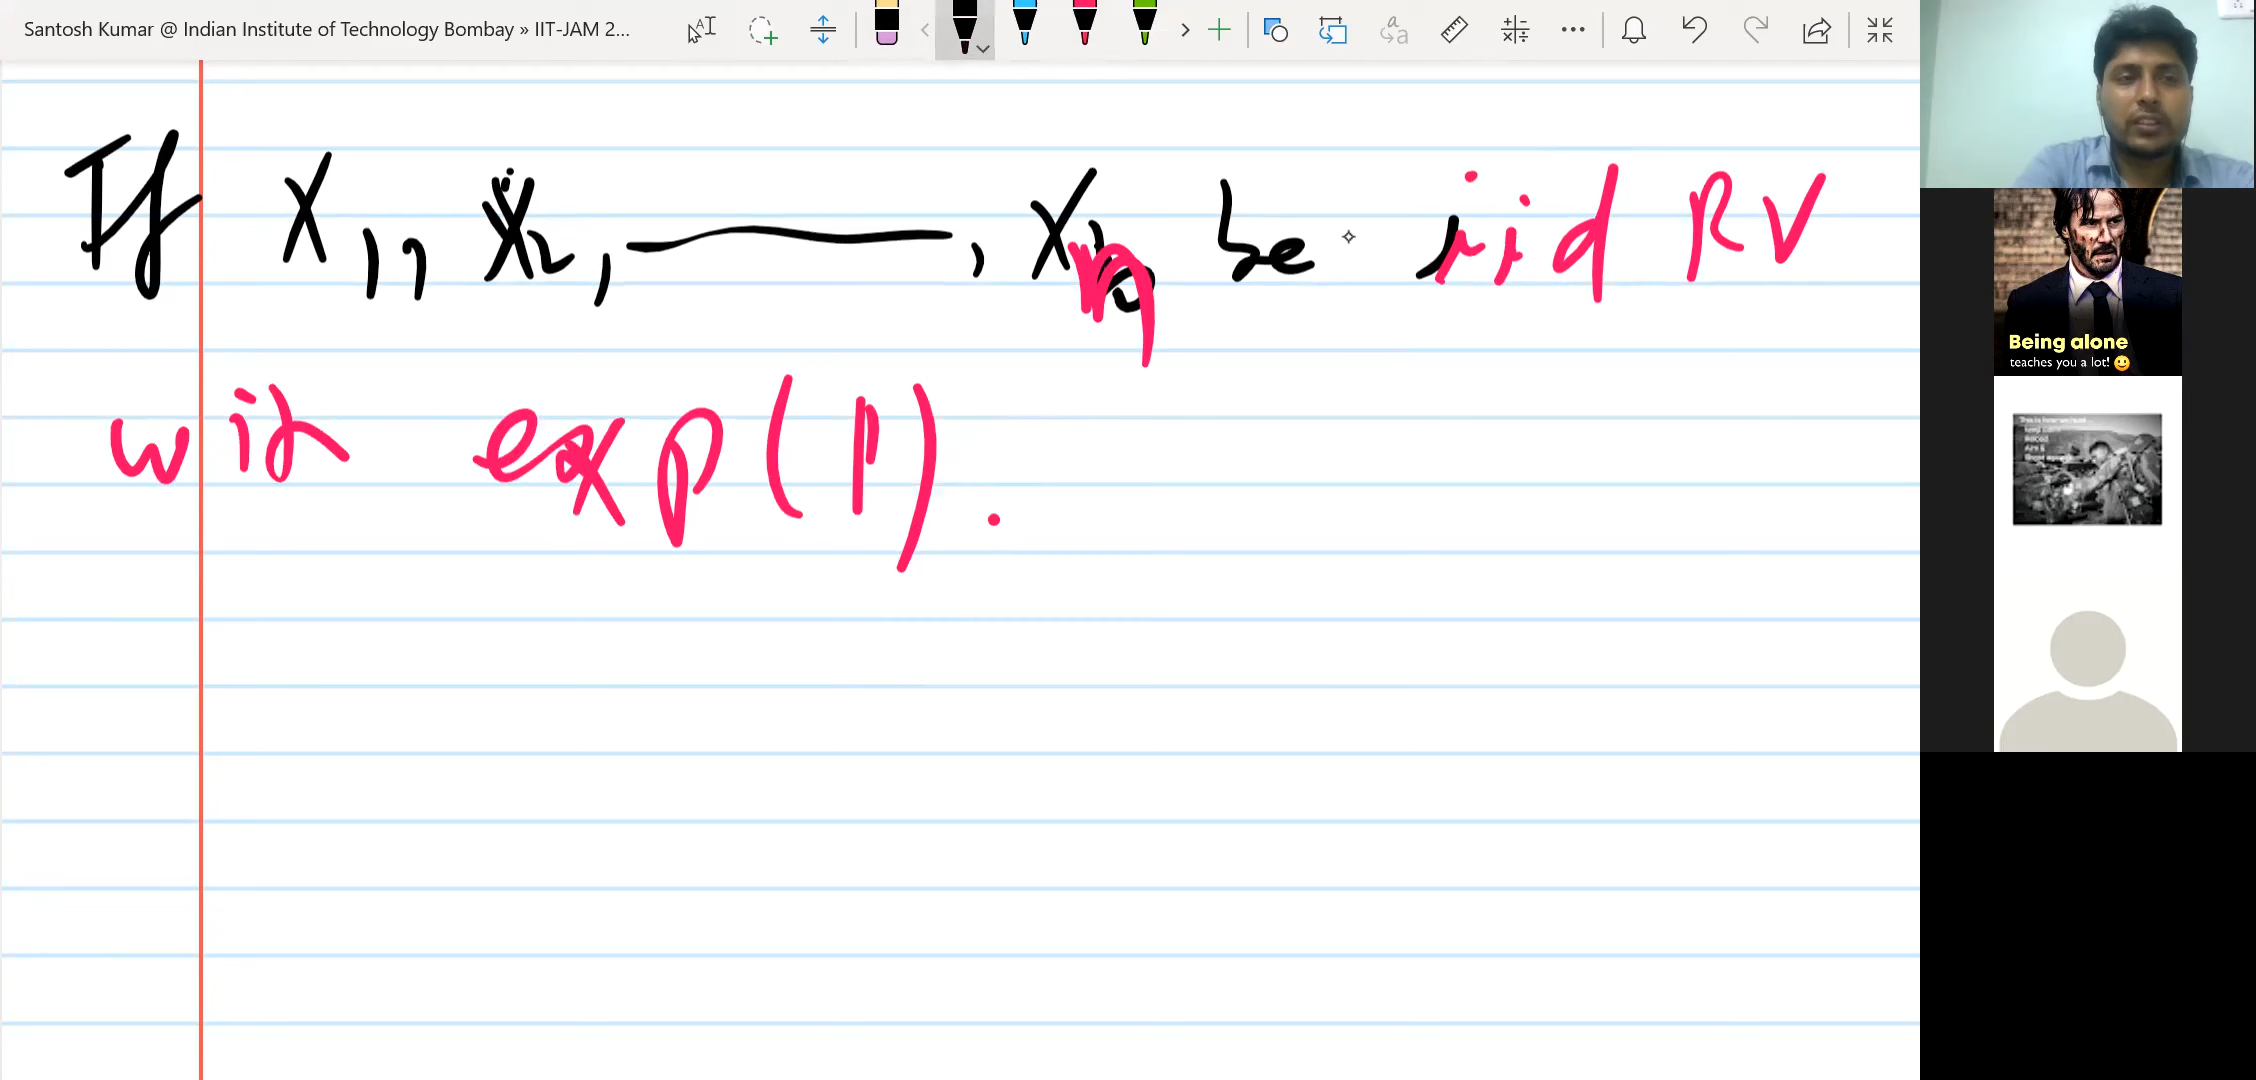 Santosh Kumar @ Indian Institute of Technology Bombay » IIT-JAM 2...
If X₁, X₂, ———, Xₙ be iid RV
with exp(1).
Being alone
teaches you a lot! 🙂